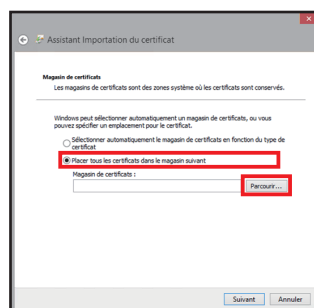 Assistant Importation du certificat
Magasin de certificats
Les magasins de certificats sont des zones système où les certificats sont conservés.
Windows peut sélectionner automatiquement un magasin de certificats, ou vous
pouvez spécifier un emplacement pour le certificat.
Sélectionner automatiquement le magasin de certificats en fonction du type de
certificat
Placer tous les certificats dans le magasin suivant
Magasin de certificats :
Parcourir...
Suivant
Annuler